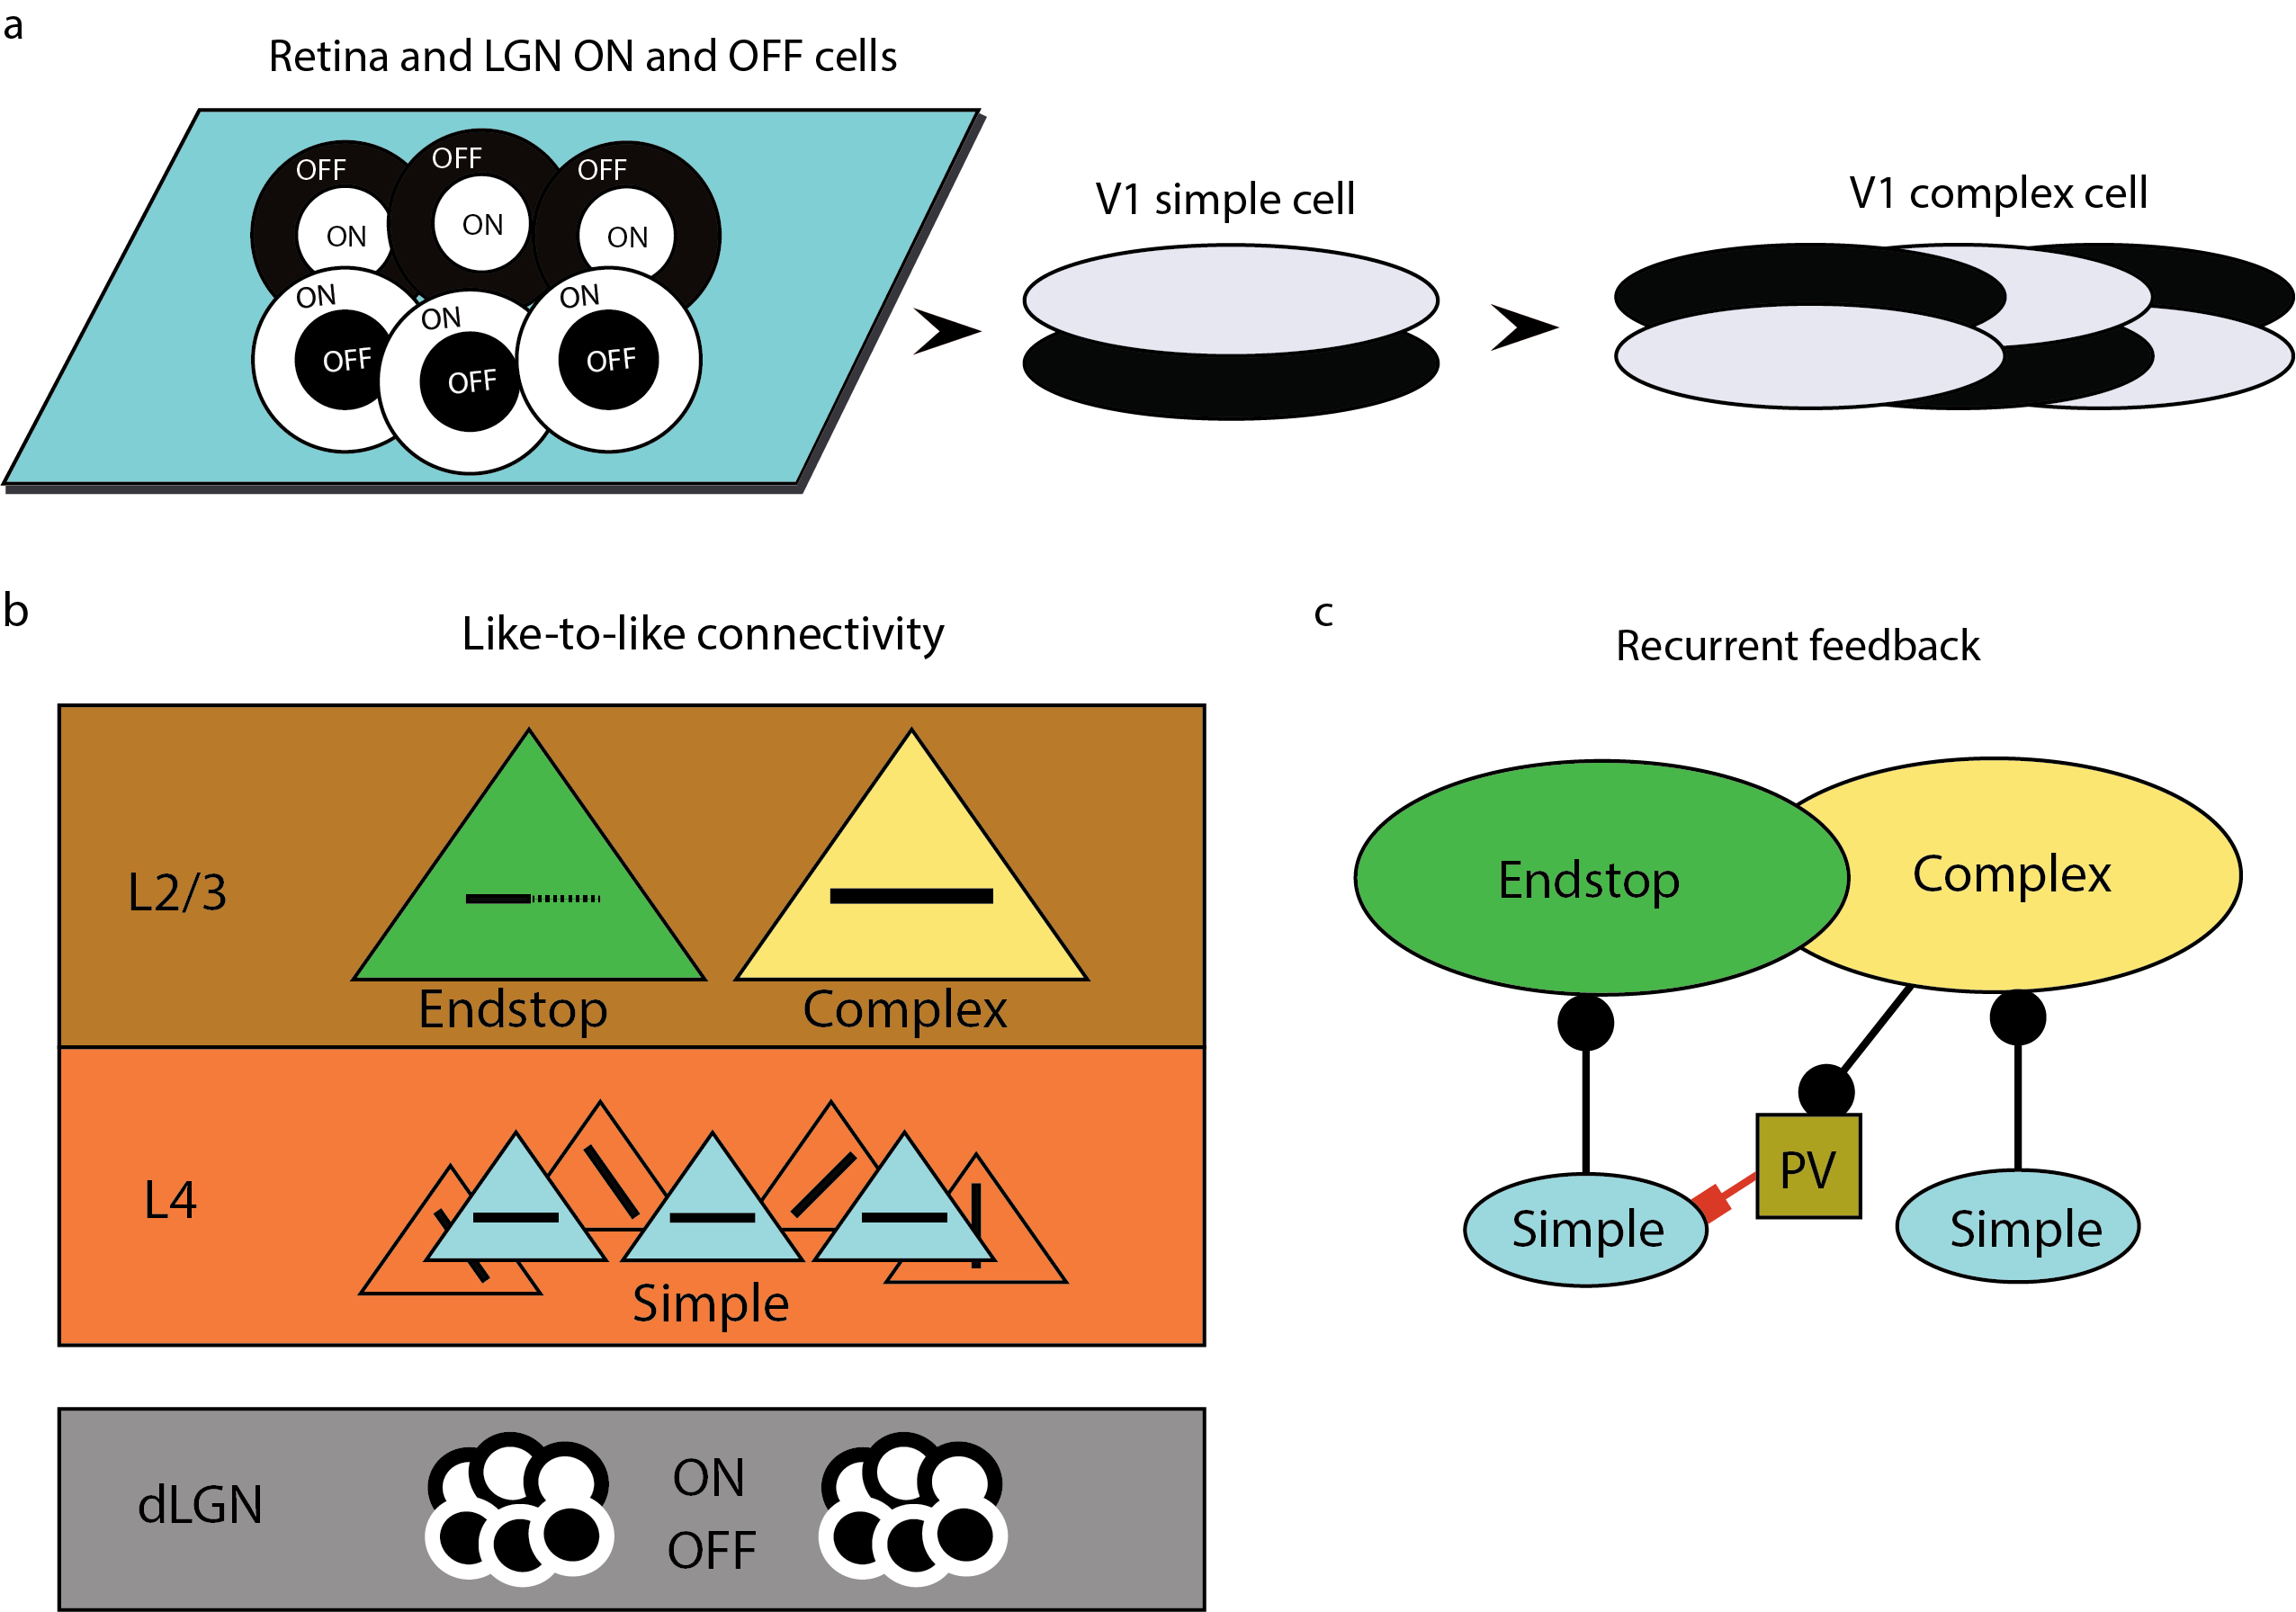 a
Retina and LGN ON and OFF cells
OFF
OFF
OFF
ON
ON
ON
ON
ON
ON
OFF
OFF
OFF
V1 simple cell
V1 complex cell
b
Like-to-like connectivity
L2/3
Endstop
Complex
L4
Simple
dLGN
ON
OFF
c
Recurrent feedback
Endstop
Complex
PV
Simple
Simple